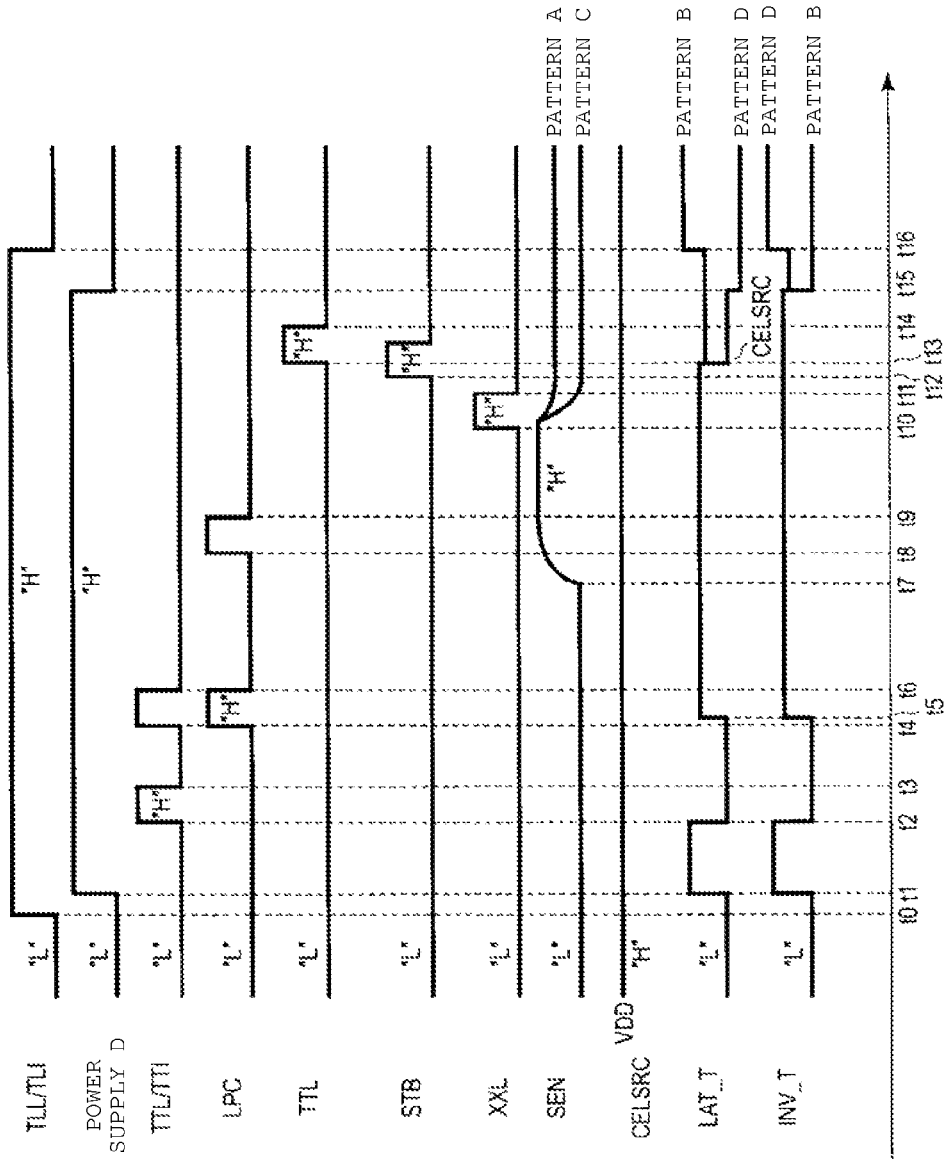 TLL/TLI "L" "H"
POWER
SUPPLY D "L" "H"
TTL/TTI "L" "H"
LPC "L" "H"
TTL "L" "H"
STB "L" "H"
XXL "L" "H"
SEN "L" "H" PATTERN A
PATTERN C
VDD
CELSRC "H"
LAT_T "L" CELSRC PATTERN B
PATTERN D
INV_T "L" PATTERN D
PATTERN B
t0 t1 t2 t3 t4 t6 t7 t8 t9 t10 t11 t14 t15 t16
t5 t12 t13